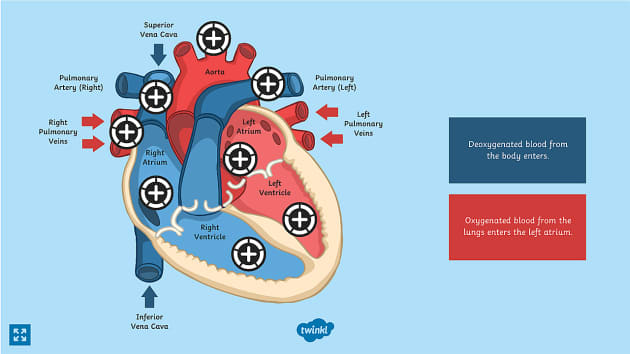 Superior
Vena Cava
Aorta
Pulmonary
Artery (Right)
Pulmonary
Artery (Left)
Right
Pulmonary
Veins
Left
Pulmonary
Veins
Left
Atrium
Right
Atrium
Left
Ventricle
Right
Ventricle
Inferior
Vena Cava
Deoxygenated blood from
the body enters.
Oxygenated blood from the
lungs enters the left atrium.
twinkl